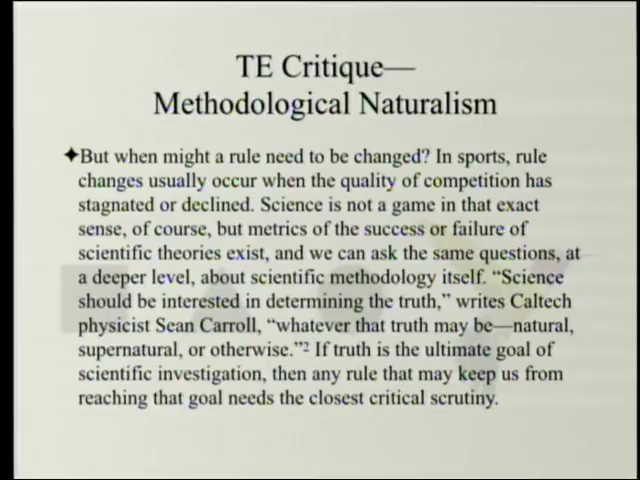 TE Critique—
Methodological Naturalism
✦But when might a rule need to be changed? In sports, rule
changes usually occur when the quality of competition has
stagnated or declined. Science is not a game in that exact
sense, of course, but metrics of the success or failure of
scientific theories exist, and we can ask the same questions, at
a deeper level, about scientific methodology itself. “Science
should be interested in determining the truth,” writes Caltech
physicist Sean Carroll, “whatever that truth may be—natural,
supernatural, or otherwise.”² If truth is the ultimate goal of
scientific investigation, then any rule that may keep us from
reaching that goal needs the closest critical scrutiny.